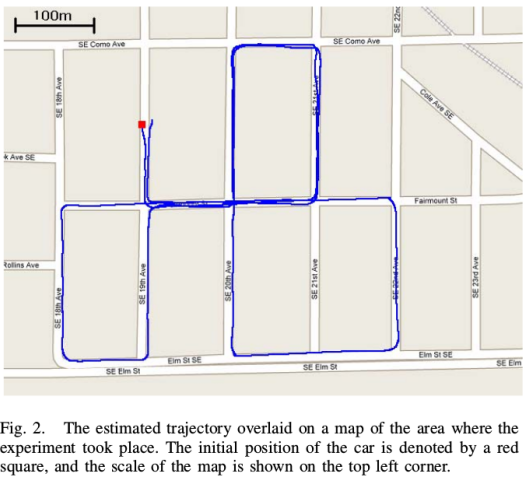 100m
SE Como Ave
SE Como Ave
SE 22nd
SE 18th Ave
SE 21st Ave
Cole Ave SE
k Ave SE
Fairmount St
Rollins Ave
SE 18th Ave
SE 19th Ave
SE 20th Ave
SE 21st Ave
SE 22nd Ave
SE 23rd Ave
Elm St SE
Elm St SE
SE Elm St
SE Elm St
SE Elm
Fig. 2. The estimated trajectory overlaid on a map of the area where the
experiment took place. The initial position of the car is denoted by a red
square, and the scale of the map is shown on the top left corner.